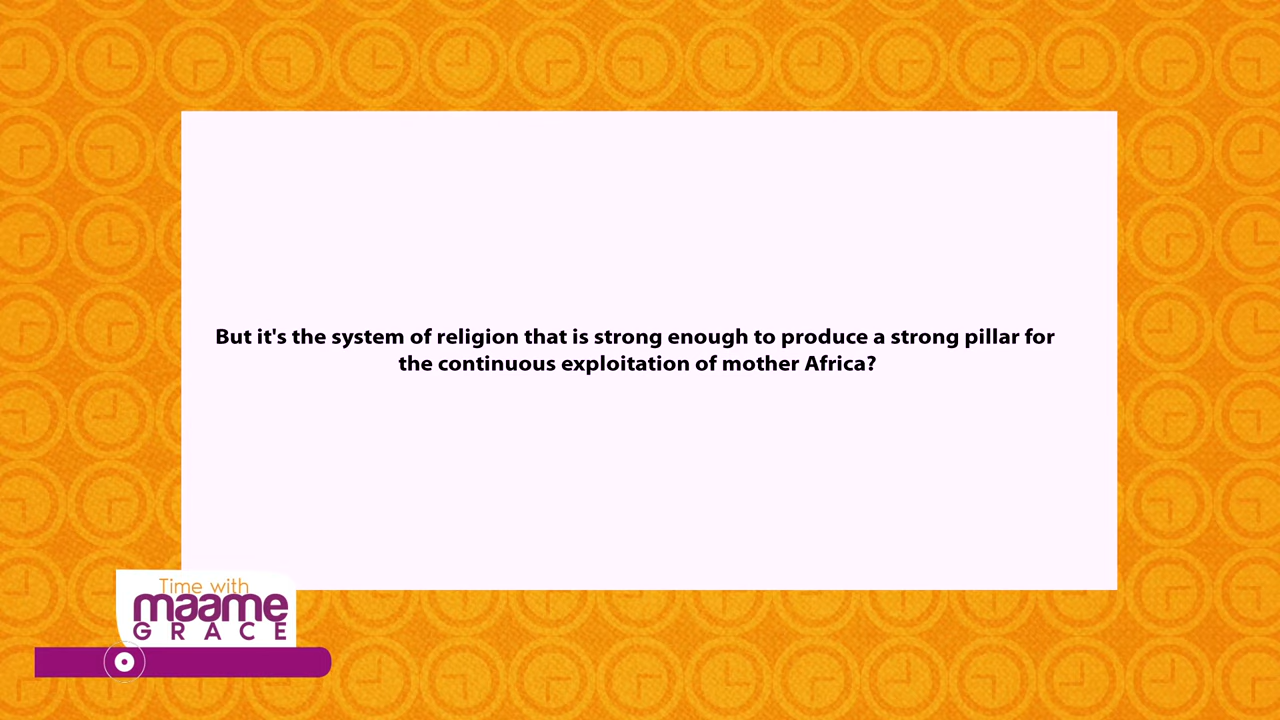 But it's the system of religion that is strong enough to produce a strong pillar for
the continuous exploitation of mother Africa?
Time with
maame
GRACE